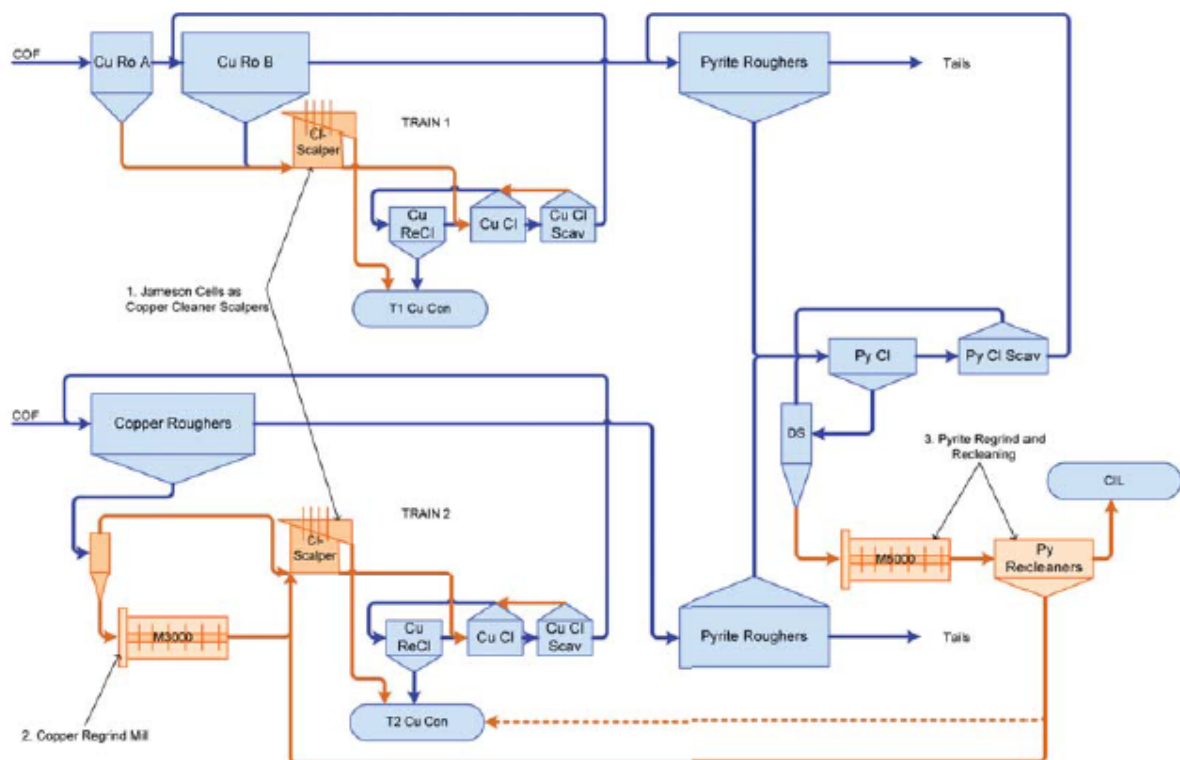 COF
Cu Ro A
Cu Ro B
Pyrite Roughers
Tails
Cl-
Scalper
TRAIN 1
Cu
ReCl
Cu Cl
Cu Cl
Scav
1. Jameson Cells as
Copper Cleaner Scalpers
T1 Cu Con
Py Cl
Py Cl Scav
COF
Copper Roughers
DS
3. Pyrite Regrind and
Recleaning
CIL
TRAIN 2
Cl-
Scalper
M5000
Py
Recleaners
M3000
Cu
ReCl
Cu Cl
Cu Cl
Scav
Pyrite Roughers
Tails
T2 Cu Con
2. Copper Regrind Mill